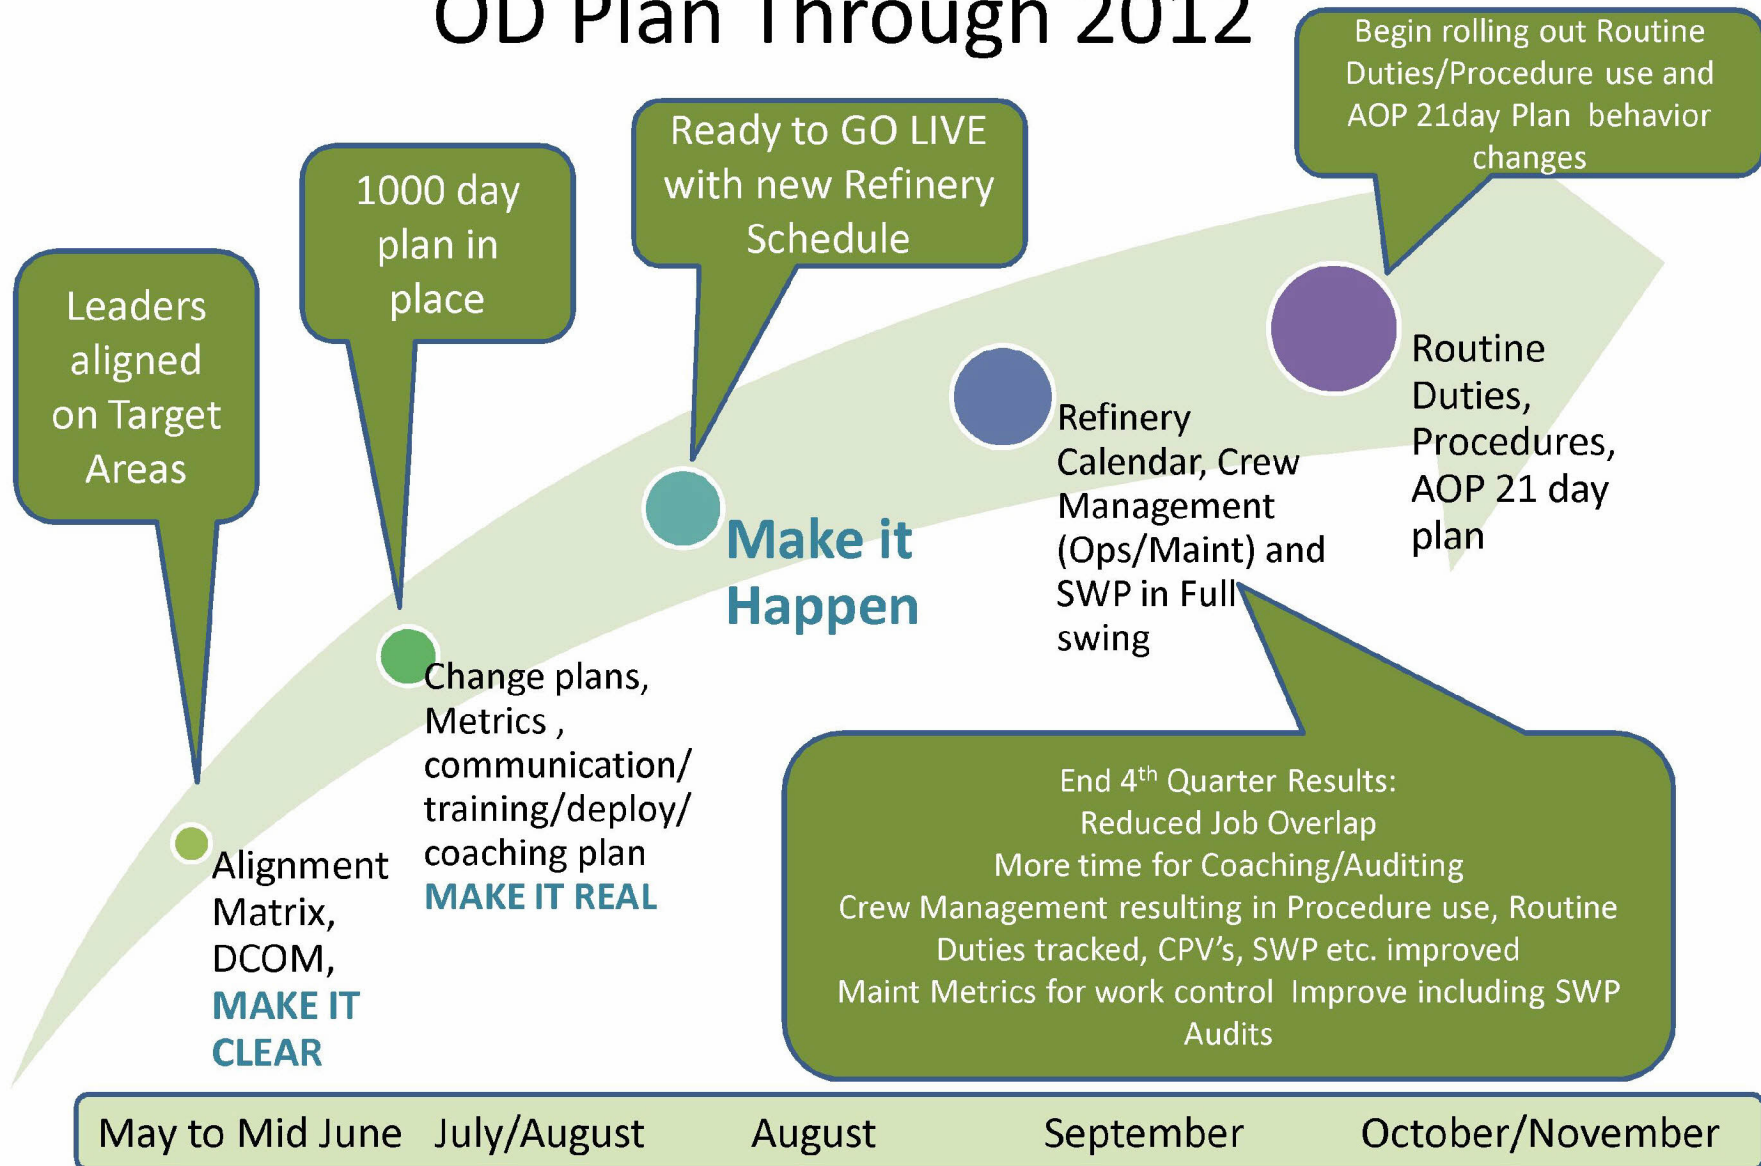 OD Plan Through 2012
Begin rolling out Routine
Duties/Procedure use and
AOP 21day Plan behavior
changes
Ready to GO LIVE
with new Refinery
Schedule
1000 day
plan in
place
Leaders
aligned
on Target
Areas
Routine
Duties,
Procedures,
AOP 21 day
plan
Refinery
Calendar, Crew
Management
(Ops/Maint) and
SWP in Full
swing
Make it
Happen
Change plans,
Metrics ,
communication/
training/deploy/
coaching plan
MAKE IT REAL
Alignment
Matrix,
DCOM,
MAKE IT
CLEAR
End 4th Quarter Results:
Reduced Job Overlap
More time for Coaching/Auditing
Crew Management resulting in Procedure use, Routine
Duties tracked, CPV's, SWP etc. improved
Maint Metrics for work control Improve including SWP
Audits
May to Mid June July/August August September October/November